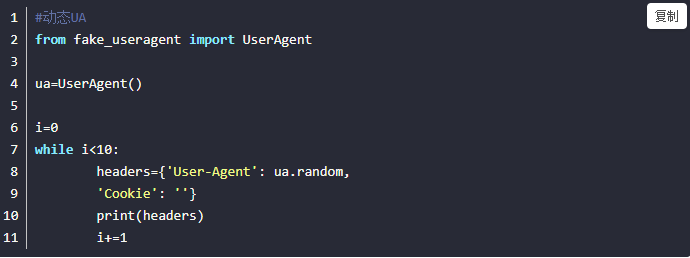 复制
1 #动态UA
2 from fake_useragent import UserAgent
3
4 ua=UserAgent()
5
6 i=0
7 while i<10:
8         headers={'User-Agent': ua.random,
9         'Cookie': ''}
10         print(headers)
11         i+=1